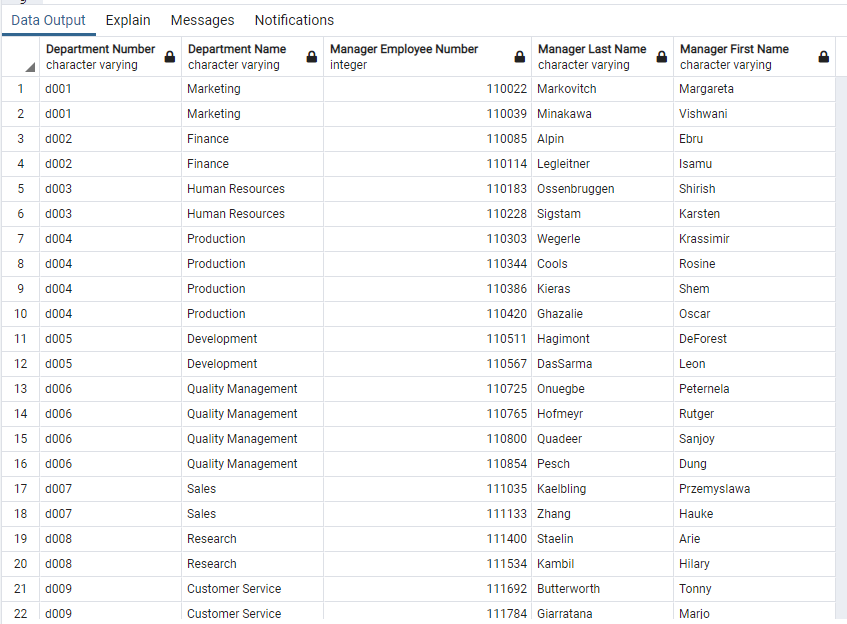 Data Output Explain Messages Notifications
Department Number Department Name Manager Employee Number Manager Last Name Manager First Name
character varying character varying integer character varying character varying
1 d001 Marketing 110022 Markovitch Margareta
2 d001 Marketing 110039 Minakawa Vishwani
3 d002 Finance 110085 Alpin Ebru
4 d002 Finance 110114 Legleitner Isamu
5 d003 Human Resources 110183 Ossenbruggen Shirish
6 d003 Human Resources 110228 Sigstam Karsten
7 d004 Production 110303 Wegerle Krassimir
8 d004 Production 110344 Cools Rosine
9 d004 Production 110386 Kieras Shem
10 d004 Production 110420 Ghazalie Oscar
11 d005 Development 110511 Hagimont DeForest
12 d005 Development 110567 DasSarma Leon
13 d006 Quality Management 110725 Onuegbe Peternela
14 d006 Quality Management 110765 Hofmeyr Rutger
15 d006 Quality Management 110800 Quadeer Sanjoy
16 d006 Quality Management 110854 Pesch Dung
17 d007 Sales 111035 Kaelbling Przemyslawa
18 d007 Sales 111133 Zhang Hauke
19 d008 Research 111400 Staelin Arie
20 d008 Research 111534 Kambil Hilary
21 d009 Customer Service 111692 Butterworth Tonny
22 d009 Customer Service 111784 Giarratana Marjo